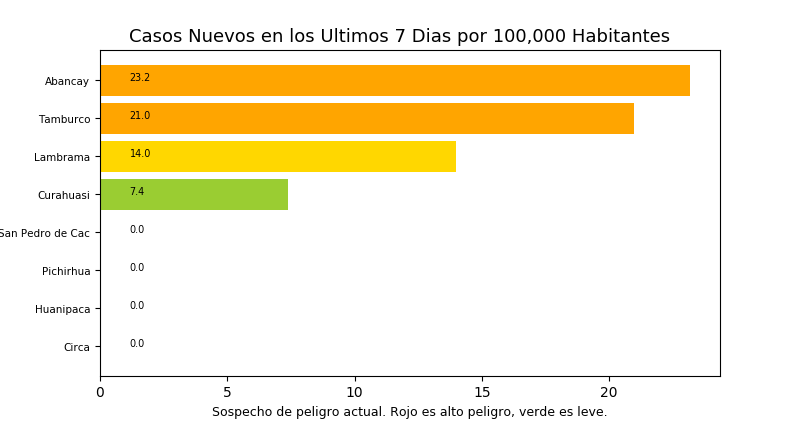 Casos Nuevos en los Ultimos 7 Dias por 100,000 Habitantes
Abancay 23.2
Tamburco 21.0
Lambrama 14.0
Curahuasi 7.4
San Pedro de Cac 0.0
Pichirhua 0.0
Huanipaca 0.0
Circa 0.0
0 5 10 15 20
Sospecho de peligro actual. Rojo es alto peligro, verde es leve.